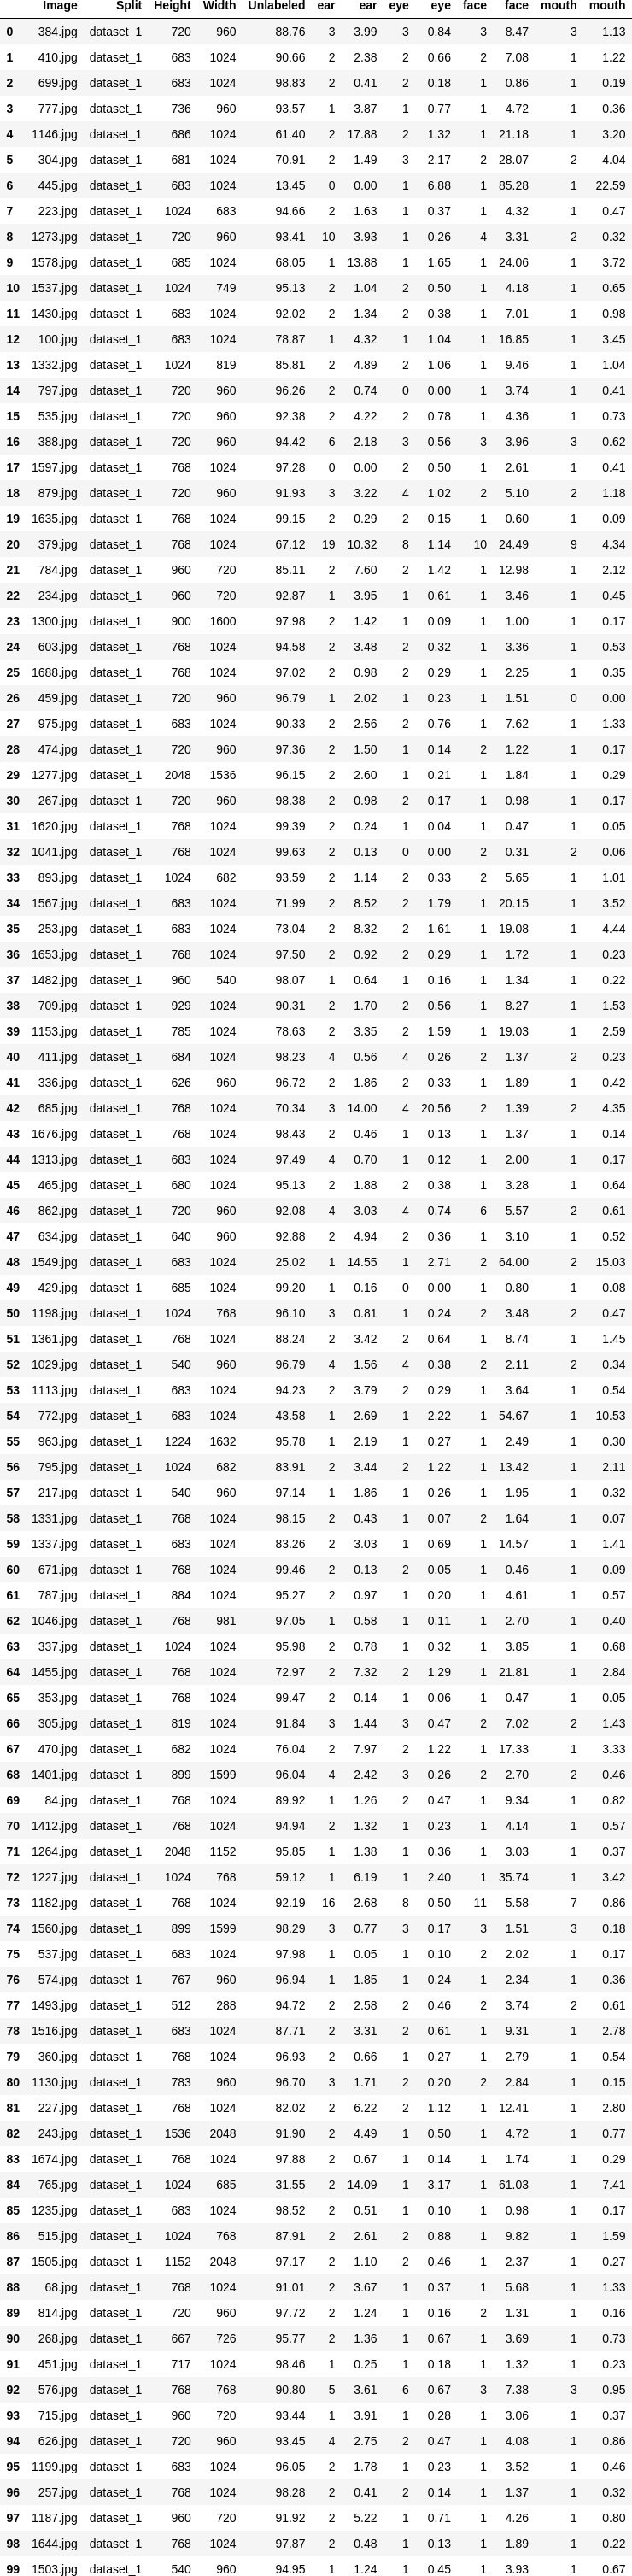 Image Split Height Width Unlabeled ear ear eye eye face face mouth mouth
0 384.jpg dataset_1 720 960 88.76 3 3.99 3 0.84 3 8.47 3 1.13
1 410.jpg dataset_1 683 1024 90.66 2 2.38 2 0.66 2 7.08 1 1.22
2 699.jpg dataset_1 683 1024 98.83 2 0.41 2 0.18 1 0.86 1 0.19
3 777.jpg dataset_1 736 960 93.57 1 3.87 1 0.77 1 4.72 1 0.36
4 1146.jpg dataset_1 686 1024 61.40 2 17.88 2 1.32 1 21.18 1 3.20
5 304.jpg dataset_1 681 1024 70.91 2 1.49 3 2.17 2 28.07 2 4.04
6 445.jpg dataset_1 683 1024 13.45 0 0.00 1 6.88 1 85.28 1 22.59
7 223.jpg dataset_1 1024 683 94.66 2 1.63 1 0.37 1 4.32 1 0.47
8 1273.jpg dataset_1 720 960 93.41 10 3.93 1 0.26 4 3.31 2 0.32
9 1578.jpg dataset_1 685 1024 68.05 1 13.88 1 1.65 1 24.06 1 3.72
10 1537.jpg dataset_1 1024 749 95.13 2 1.04 2 0.50 1 4.18 1 0.65
11 1430.jpg dataset_1 683 1024 92.02 2 1.34 2 0.38 1 7.01 1 0.98
12 100.jpg dataset_1 683 1024 78.87 1 4.32 1 1.04 1 16.85 1 3.45
13 1332.jpg dataset_1 1024 819 85.81 2 4.89 2 1.06 1 9.46 1 1.04
14 797.jpg dataset_1 720 960 96.26 2 0.74 0 0.00 1 3.74 1 0.41
15 535.jpg dataset_1 720 960 92.38 2 4.22 2 0.78 1 4.36 1 0.73
16 388.jpg dataset_1 720 960 94.42 6 2.18 3 0.56 3 3.96 3 0.62
17 1597.jpg dataset_1 768 1024 97.28 0 0.00 2 0.50 1 2.61 1 0.41
18 879.jpg dataset_1 720 960 91.93 3 3.22 4 1.02 2 5.10 2 1.18
19 1635.jpg dataset_1 768 1024 99.15 2 0.29 2 0.15 1 0.60 1 0.09
20 379.jpg dataset_1 768 1024 67.12 19 10.32 8 1.14 10 24.49 9 4.34
21 784.jpg dataset_1 960 720 85.11 2 7.60 2 1.42 1 12.98 1 2.12
22 234.jpg dataset_1 960 720 92.87 1 3.95 1 0.61 1 3.46 1 0.45
23 1300.jpg dataset_1 900 1600 97.98 2 1.42 1 0.09 1 1.00 1 0.17
24 603.jpg dataset_1 768 1024 94.58 2 3.48 2 0.32 1 3.36 1 0.53
25 1688.jpg dataset_1 768 1024 97.02 2 0.98 2 0.29 1 2.25 1 0.35
26 459.jpg dataset_1 720 960 96.79 1 2.02 1 0.23 1 1.51 0 0.00
27 975.jpg dataset_1 683 1024 90.33 2 2.56 2 0.76 1 7.62 1 1.33
28 474.jpg dataset_1 720 960 97.36 2 1.50 1 0.14 2 1.22 1 0.17
29 1277.jpg dataset_1 2048 1536 96.15 2 2.60 1 0.21 1 1.84 1 0.29
30 267.jpg dataset_1 720 960 98.38 2 0.98 2 0.17 1 0.98 1 0.17
31 1620.jpg dataset_1 768 1024 99.39 2 0.24 1 0.04 1 0.47 1 0.05
32 1041.jpg dataset_1 768 1024 99.63 2 0.13 0 0.00 2 0.31 2 0.06
33 893.jpg dataset_1 1024 682 93.59 2 1.14 2 0.33 2 5.65 1 1.01
34 1567.jpg dataset_1 683 1024 71.99 2 8.52 2 1.79 1 20.15 1 3.52
35 253.jpg dataset_1 683 1024 73.04 2 8.32 2 1.61 1 19.08 1 4.44
36 1653.jpg dataset_1 768 1024 97.50 2 0.92 2 0.29 1 1.72 1 0.23
37 1482.jpg dataset_1 960 540 98.07 1 0.64 1 0.16 1 1.34 1 0.22
38 709.jpg dataset_1 929 1024 90.31 2 1.70 2 0.56 1 8.27 1 1.53
39 1153.jpg dataset_1 785 1024 78.63 2 3.35 2 1.59 1 19.03 1 2.59
40 411.jpg dataset_1 684 1024 98.23 4 0.56 4 0.26 2 1.37 2 0.23
41 336.jpg dataset_1 626 960 96.72 2 1.86 2 0.33 1 1.89 1 0.42
42 685.jpg dataset_1 768 1024 70.34 3 14.00 4 20.56 2 1.39 2 4.35
43 1676.jpg dataset_1 768 1024 98.43 2 0.46 1 0.13 1 1.37 1 0.14
44 1313.jpg dataset_1 683 1024 97.49 4 0.70 1 0.12 1 2.00 1 0.17
45 465.jpg dataset_1 680 1024 95.13 2 1.88 2 0.38 1 3.28 1 0.64
46 862.jpg dataset_1 720 960 92.08 4 3.03 4 0.74 6 5.57 2 0.61
47 634.jpg dataset_1 640 960 92.88 2 4.94 2 0.36 1 3.10 1 0.52
48 1549.jpg dataset_1 683 1024 25.02 1 14.55 1 2.71 2 64.00 2 15.03
49 429.jpg dataset_1 685 1024 99.20 1 0.16 0 0.00 1 0.80 1 0.08
50 1198.jpg dataset_1 1024 768 96.10 3 0.81 1 0.24 2 3.48 2 0.47
51 1361.jpg dataset_1 768 1024 88.24 2 3.42 2 0.64 1 8.74 1 1.45
52 1029.jpg dataset_1 540 960 96.79 4 1.56 4 0.38 2 2.11 2 0.34
53 1113.jpg dataset_1 683 1024 94.23 2 3.79 2 0.29 1 3.64 1 0.54
54 772.jpg dataset_1 683 1024 43.58 1 2.69 1 2.22 1 54.67 1 10.53
55 963.jpg dataset_1 1224 1632 95.78 1 2.19 1 0.27 1 2.49 1 0.30
56 795.jpg dataset_1 1024 682 83.91 2 3.44 2 1.22 1 13.42 1 2.11
57 217.jpg dataset_1 540 960 97.14 1 1.86 1 0.26 1 1.95 1 0.32
58 1331.jpg dataset_1 768 1024 98.15 2 0.43 1 0.07 2 1.64 1 0.07
59 1337.jpg dataset_1 683 1024 83.26 2 3.03 1 0.69 1 14.57 1 1.41
60 671.jpg dataset_1 768 1024 99.46 2 0.13 2 0.05 1 0.46 1 0.09
61 787.jpg dataset_1 884 1024 95.27 2 0.97 1 0.20 1 4.61 1 0.57
62 1046.jpg dataset_1 768 981 97.05 1 0.58 1 0.11 1 2.70 1 0.40
63 337.jpg dataset_1 1024 1024 95.98 2 0.78 1 0.32 1 3.85 1 0.68
64 1455.jpg dataset_1 768 1024 72.97 2 7.32 2 1.29 1 21.81 1 2.84
65 353.jpg dataset_1 768 1024 99.47 2 0.14 1 0.06 1 0.47 1 0.05
66 305.jpg dataset_1 819 1024 91.84 3 1.44 3 0.47 2 7.02 2 1.43
67 470.jpg dataset_1 682 1024 76.04 2 7.97 2 1.22 1 17.33 1 3.33
68 1401.jpg dataset_1 899 1599 96.04 4 2.42 3 0.26 2 2.70 2 0.46
69 84.jpg dataset_1 768 1024 89.92 1 1.26 2 0.47 1 9.34 1 0.82
70 1412.jpg dataset_1 768 1024 94.94 2 1.32 1 0.23 1 4.14 1 0.57
71 1264.jpg dataset_1 2048 1152 95.85 1 1.38 1 0.36 1 3.03 1 0.37
72 1227.jpg dataset_1 1024 768 59.12 1 6.19 1 2.40 1 35.74 1 3.42
73 1182.jpg dataset_1 768 1024 92.19 16 2.68 8 0.50 11 5.58 7 0.86
74 1560.jpg dataset_1 899 1599 98.29 3 0.77 3 0.17 3 1.51 3 0.18
75 537.jpg dataset_1 683 1024 97.98 1 0.05 1 0.10 2 2.02 1 0.17
76 574.jpg dataset_1 767 960 96.94 1 1.85 1 0.24 1 2.34 1 0.36
77 1493.jpg dataset_1 512 288 94.72 2 2.58 2 0.46 2 3.74 2 0.61
78 1516.jpg dataset_1 683 1024 87.71 2 3.31 2 0.61 1 9.31 1 2.78
79 360.jpg dataset_1 768 1024 96.93 2 0.66 1 0.27 1 2.79 1 0.54
80 1130.jpg dataset_1 783 960 96.70 3 1.71 2 0.20 2 2.84 1 0.15
81 227.jpg dataset_1 768 1024 82.02 2 6.22 2 1.12 1 12.41 1 2.80
82 243.jpg dataset_1 1536 2048 91.90 2 4.49 1 0.50 1 4.72 1 0.77
83 1674.jpg dataset_1 768 1024 97.88 2 0.67 1 0.14 1 1.74 1 0.29
84 765.jpg dataset_1 1024 685 31.55 2 14.09 1 3.17 1 61.03 1 7.41
85 1235.jpg dataset_1 683 1024 98.52 2 0.51 1 0.10 1 0.98 1 0.17
86 515.jpg dataset_1 1024 768 87.91 2 2.61 2 0.88 1 9.82 1 1.59
87 1505.jpg dataset_1 1152 2048 97.17 2 1.10 2 0.46 1 2.37 1 0.27
88 68.jpg dataset_1 768 1024 91.01 2 3.67 1 0.37 1 5.68 1 1.33
89 814.jpg dataset_1 720 960 97.72 2 1.24 1 0.16 2 1.31 1 0.16
90 268.jpg dataset_1 667 726 95.77 2 1.36 1 0.67 1 3.69 1 0.73
91 451.jpg dataset_1 717 1024 98.46 1 0.25 1 0.18 1 1.32 1 0.23
92 576.jpg dataset_1 768 768 90.80 5 3.61 6 0.67 3 7.38 3 0.95
93 715.jpg dataset_1 960 720 93.44 1 3.91 1 0.28 1 3.06 1 0.37
94 626.jpg dataset_1 720 960 93.45 4 2.75 2 0.47 1 4.08 1 0.86
95 1199.jpg dataset_1 683 1024 96.05 2 1.78 1 0.23 1 3.52 1 0.46
96 257.jpg dataset_1 768 1024 98.28 2 0.41 2 0.14 1 1.37 1 0.32
97 1187.jpg dataset_1 960 720 91.92 2 5.22 1 0.71 1 4.26 1 0.80
98 1644.jpg dataset_1 768 1024 97.87 2 0.48 1 0.13 1 1.89 1 0.22
99 1503.jpg dataset_1 540 960 94.95 1 1.24 1 0.45 1 3.93 1 0.67